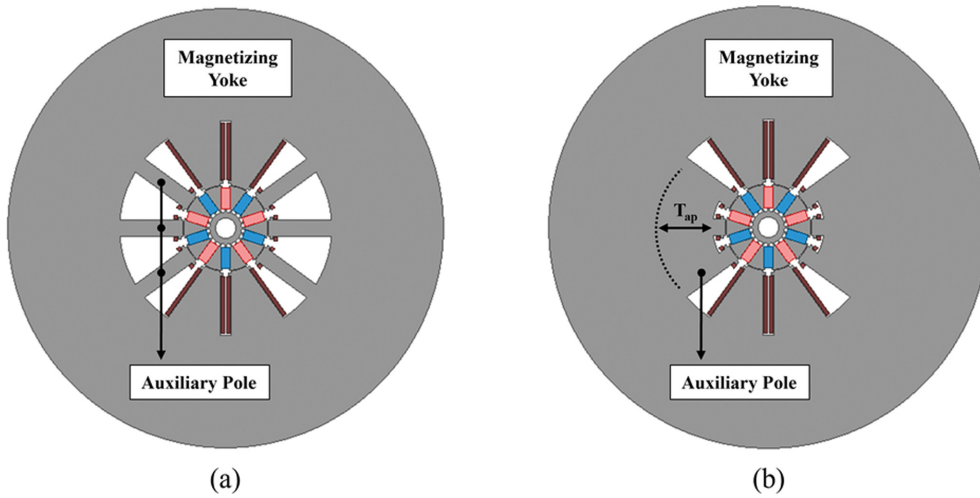 Magnetizing
Yoke
Auxiliary Pole
(a)
Magnetizing
Yoke
Tap
Auxiliary Pole
(b)